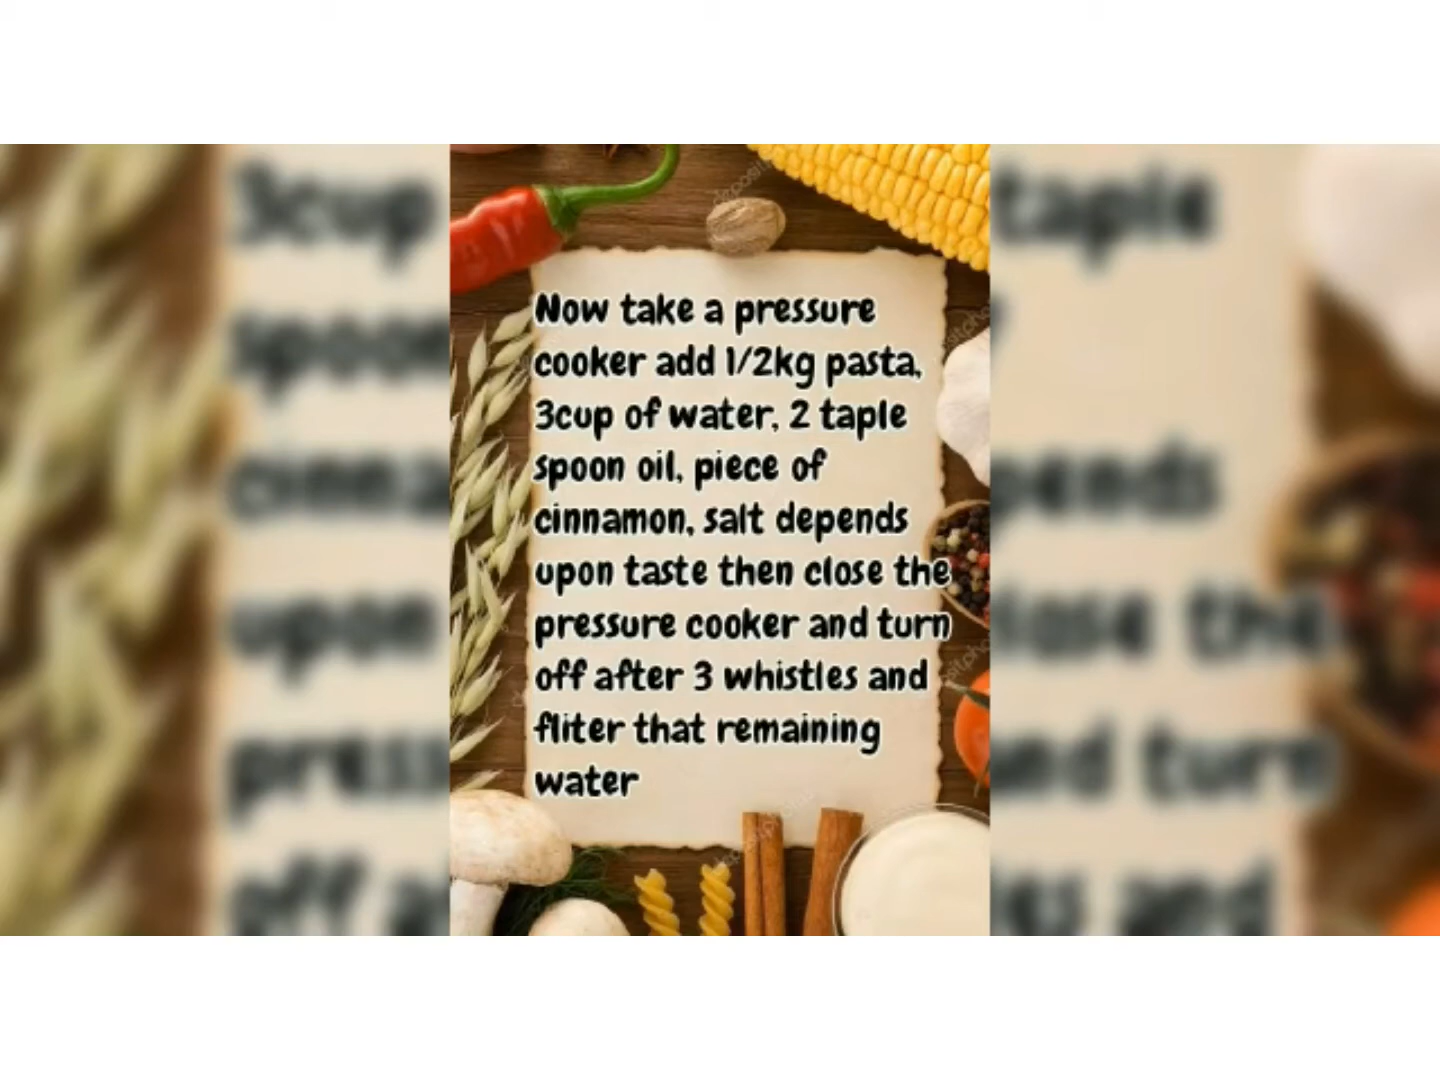 Now take a pressure
cooker add 1/2kg pasta,
3cup of water, 2 taple
spoon oil, piece of
cinnamon, salt depends
upon taste then close the
pressure cooker and turn
off after 3 whistles and
fliter that remaining
water